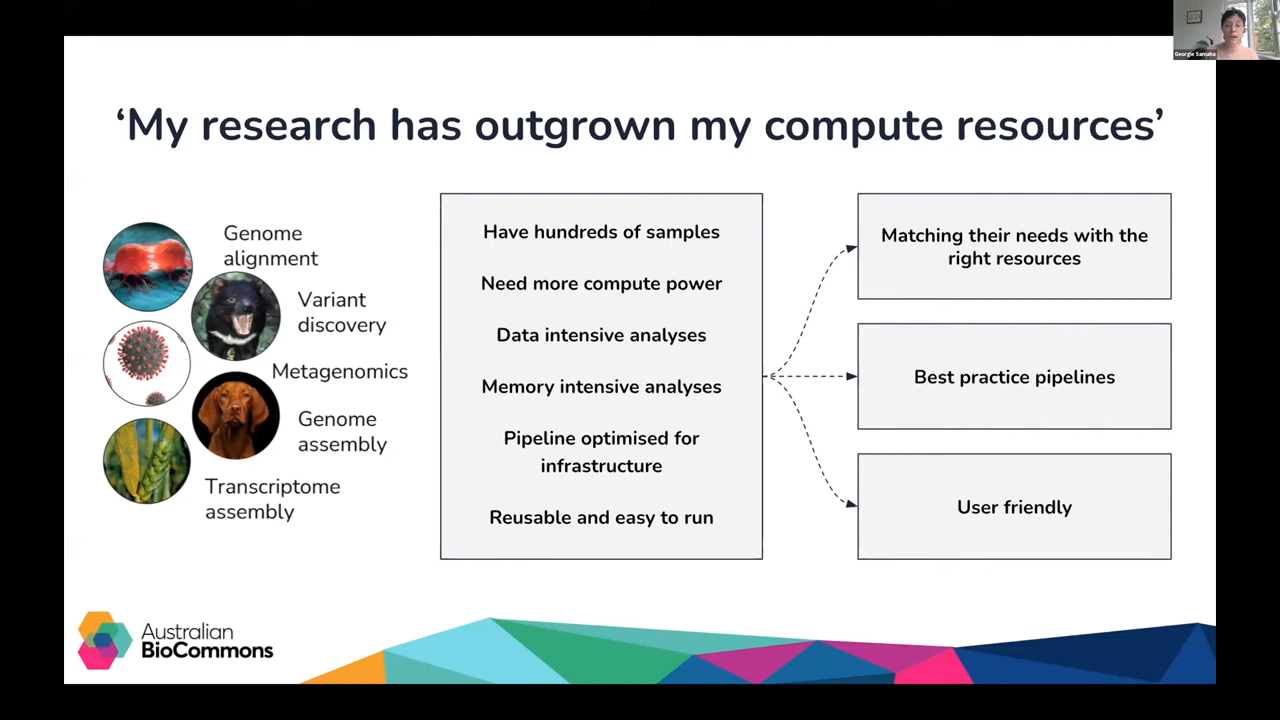 Georgie Samaha
‘My research has outgrown my compute resources’
Genome
alignment
Variant
discovery
Metagenomics
Genome
assembly
Transcriptome
assembly
Have hundreds of samples
Need more compute power
Data intensive analyses
Memory intensive analyses
Pipeline optimised for
infrastructure
Reusable and easy to run
Matching their needs with the
right resources
Best practice pipelines
User friendly
Australian
BioCommons